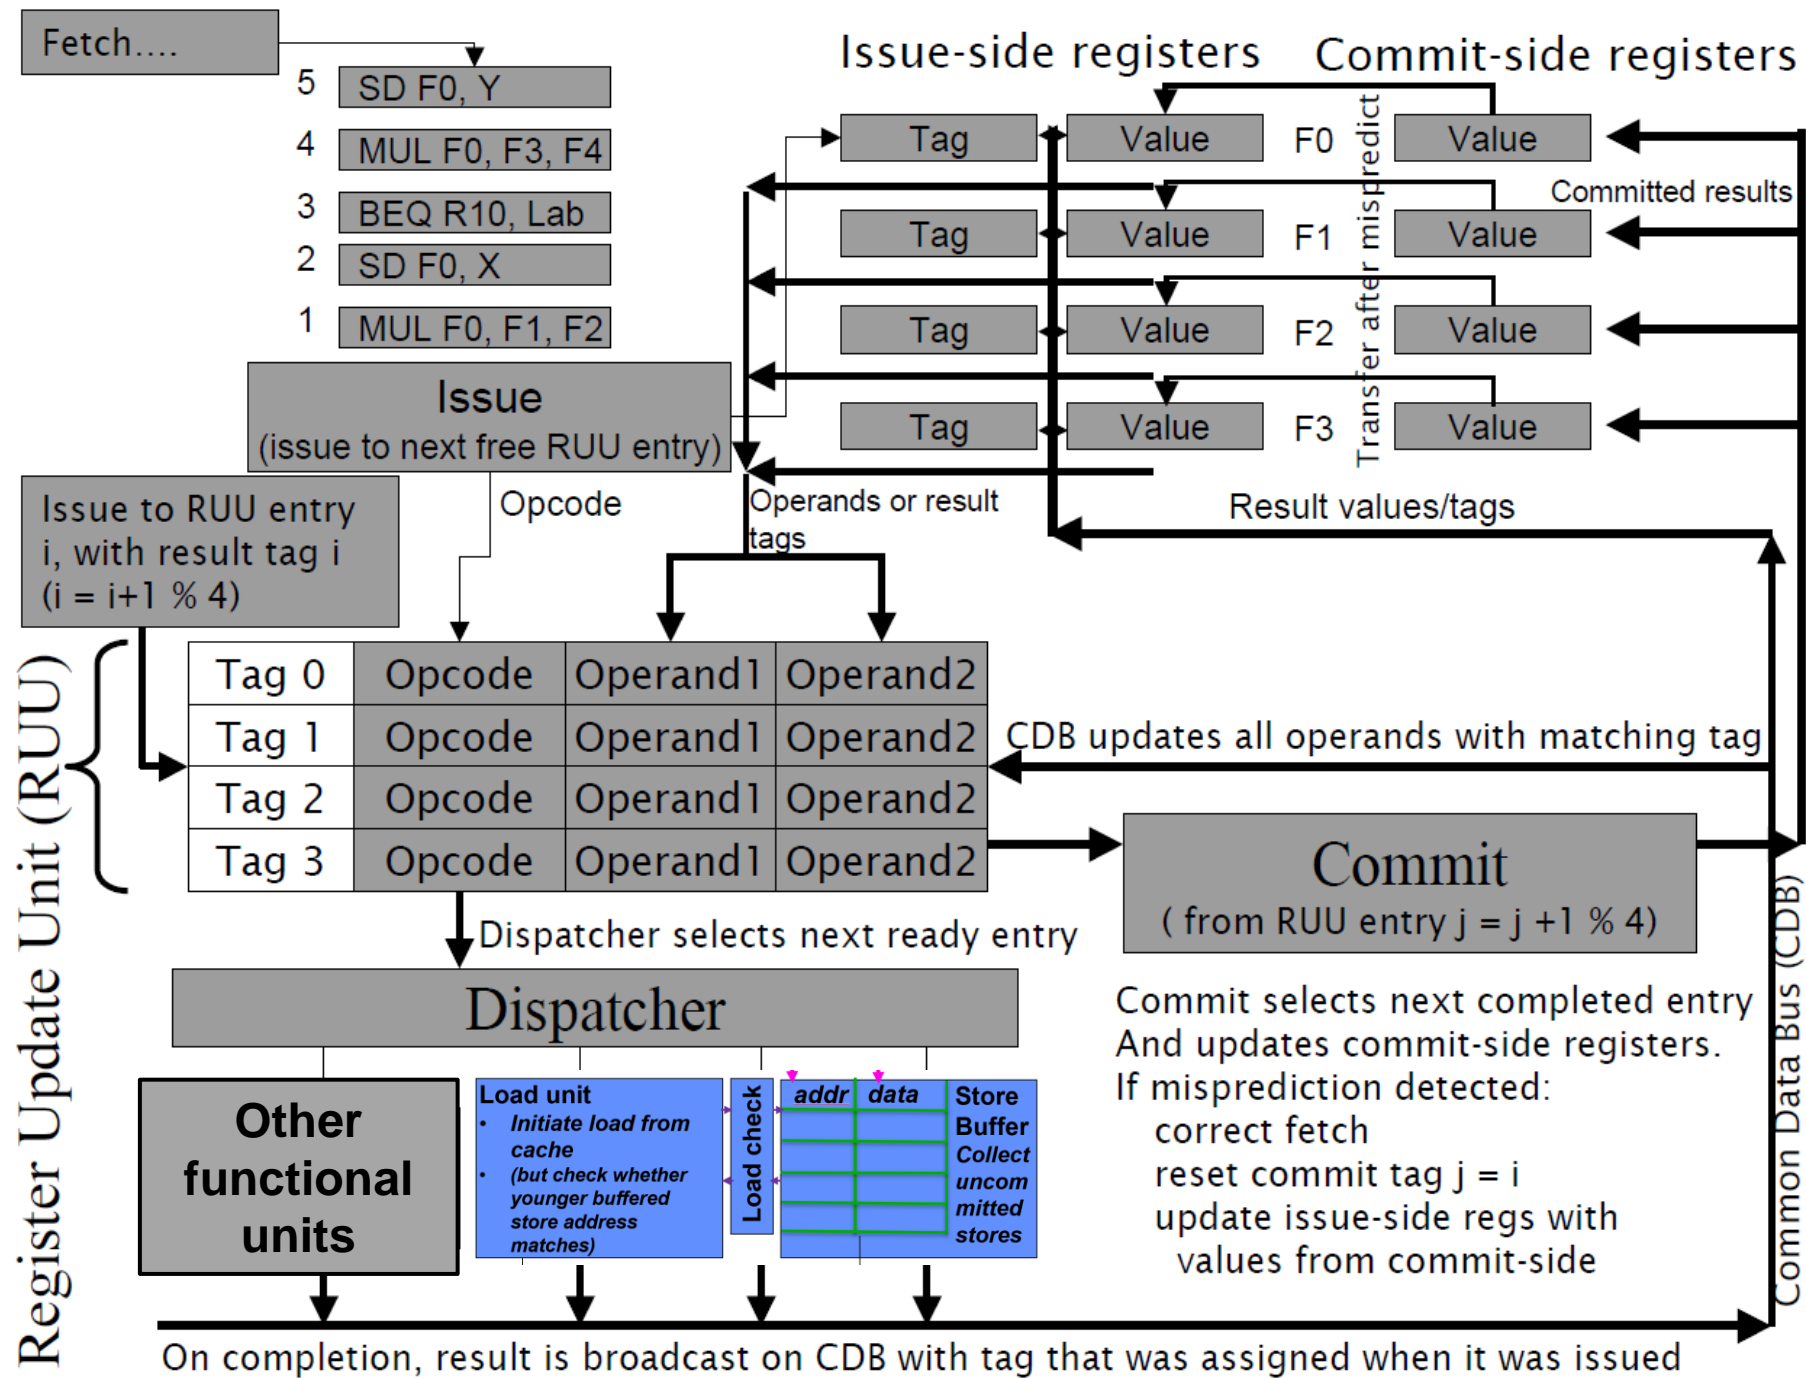 Fetch....
5 SD F0, Y
4 MUL F0, F3, F4
3 BEQ R10, Lab
2 SD F0, X
1 MUL F0, F1, F2
Issue
(issue to next free RUU entry)
Issue-side registers Commit-side registers
Tag Value F0 Value
Committed results
Tag Value F1 Value
Tag Value F2 Value
Tag Value F3 Value
Transfer after mispredict
Issue to RUU entry
i, with result tag i
(i = i+1 % 4)
Opcode
Operands or result
tags
Result values/tags
Register Update Unit (RUU)
Tag 0 Opcode Operand1 Operand2
Tag 1 Opcode Operand1 Operand2
Tag 2 Opcode Operand1 Operand2
Tag 3 Opcode Operand1 Operand2
CDB updates all operands with matching tag
Commit
( from RUU entry j = j +1 % 4)
Dispatcher selects next ready entry
Dispatcher
Commit selects next completed entry
And updates commit-side registers.
If misprediction detected:
correct fetch
reset commit tag j = i
update issue-side regs with
values from commit-side
Common Data Bus (CDB)
Other
functional
units
Load unit
• Initiate load from
cache
• (but check whether
younger buffered
store address
matches)
Load check
addr data
Store
Buffer
Collect
uncom
mitted
stores
On completion, result is broadcast on CDB with tag that was assigned when it was issued